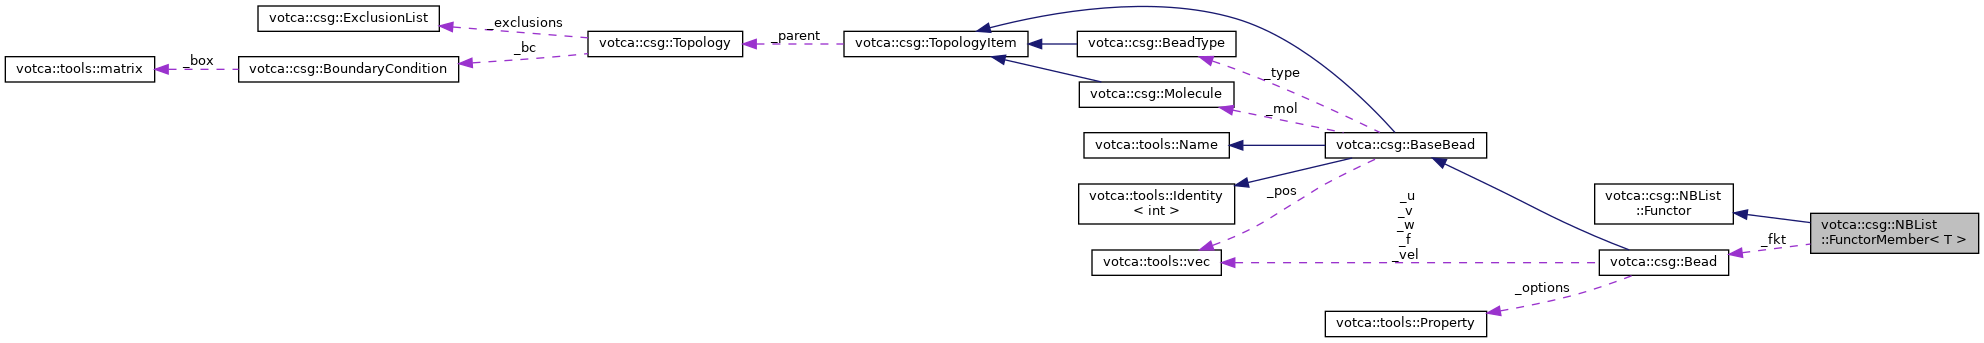 votca::csg::ExclusionList
_exclusions
_bc
votca::tools::matrix
_box
votca::csg::BoundaryCondition
votca::csg::Topology
_parent
votca::csg::TopologyItem
votca::csg::BeadType
_type
votca::csg::Molecule
_mol
votca::tools::Name
votca::csg::BaseBead
votca::tools::Identity
< int >
_pos
votca::tools::vec
_u
_v
_w
_f
_vel
votca::csg::NBList
::Functor
votca::csg::Bead
_fkt
votca::csg::NBList
::FunctorMember< T >
_options
votca::tools::Property